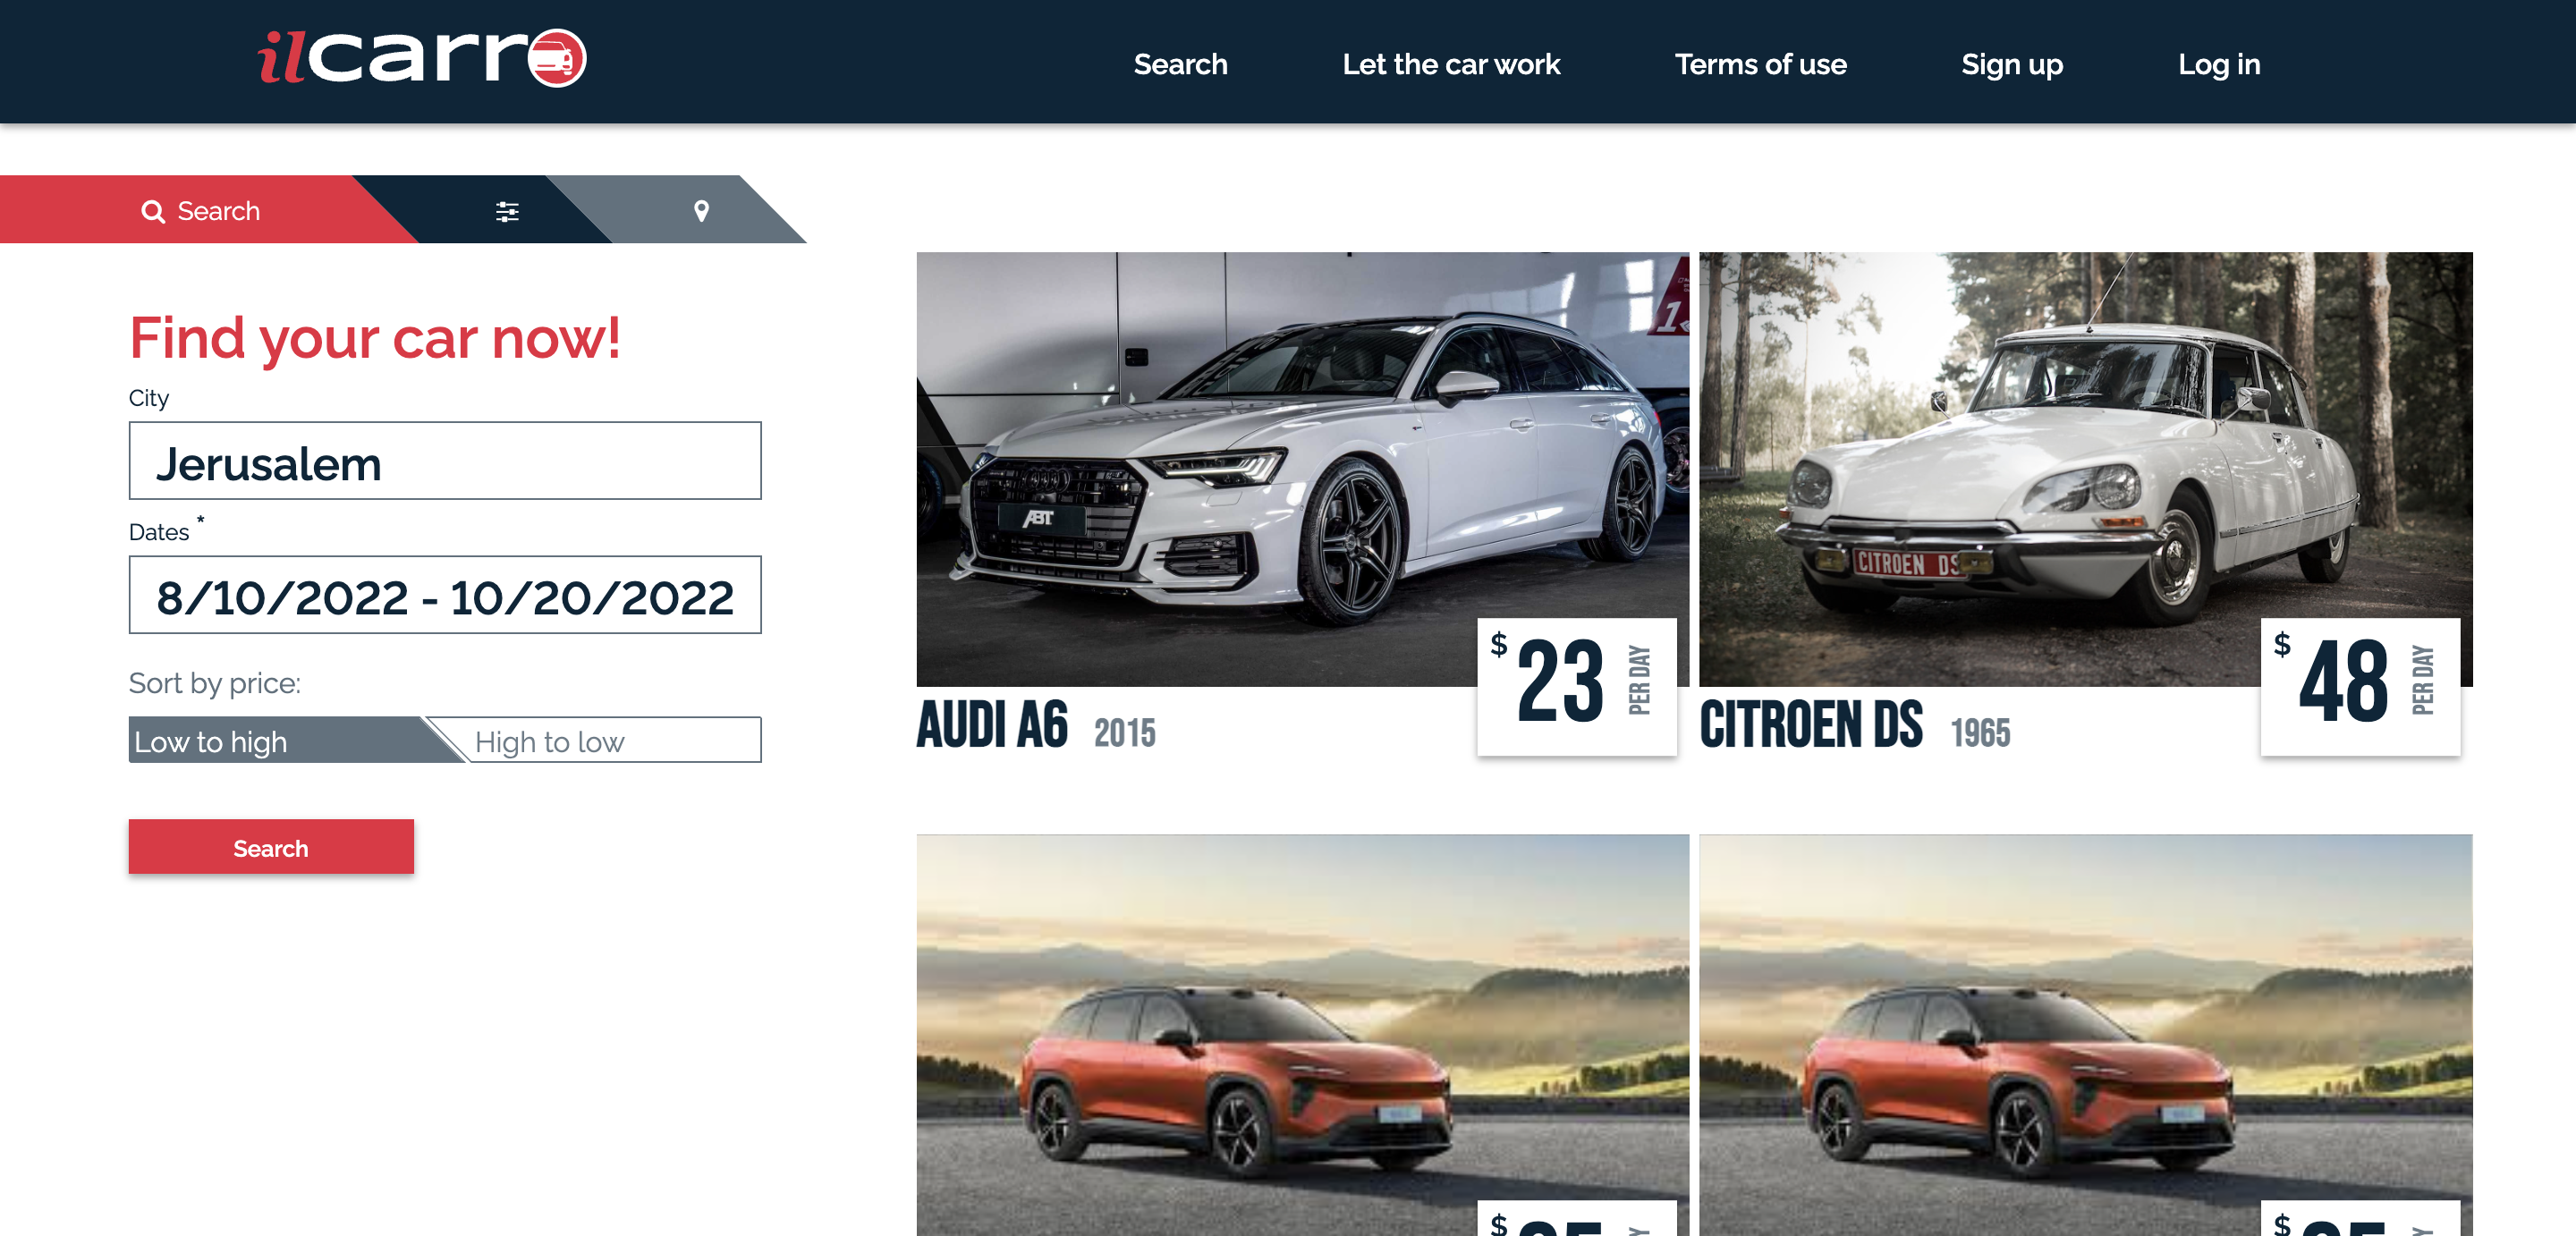 ilcarro
Search
Let the car work
Terms of use
Sign up
Log in
Search
Find your car now!
City
Jerusalem
Dates *
8/10/2022 - 10/20/2022
Sort by price:
Low to high
High to low
Search
ABT
CITROEN DS
$ 23 PER DAY
AUDI A6 2015
$ 48 PER DAY
CITROEN DS 1965
$
$